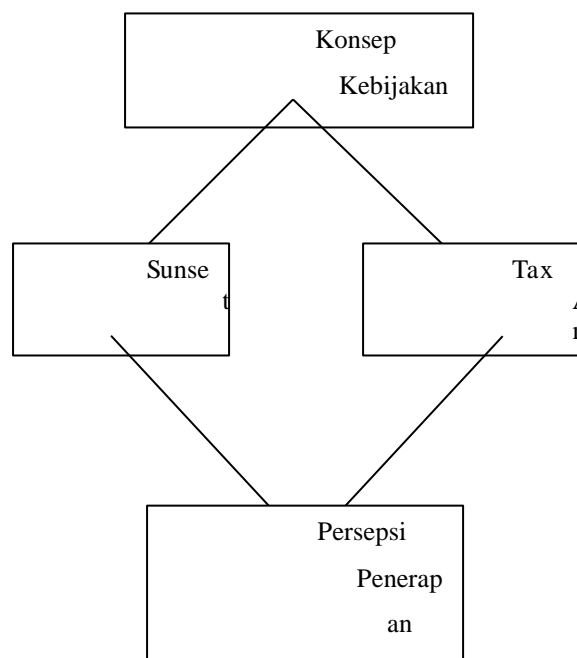 Konsep
Kebijakan
Sunse
t
Tax
Persepsi
Penerap
an